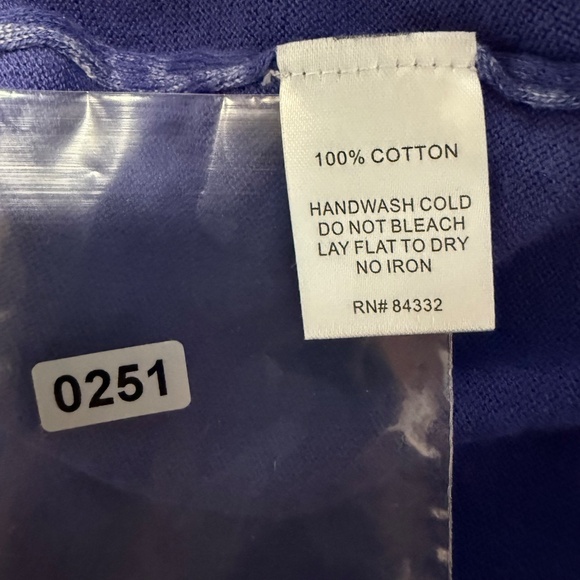 100% COTTON
HANDWASH COLD
DO NOT BLEACH
LAY FLAT TO DRY
NO IRON
RN# 84332
0251